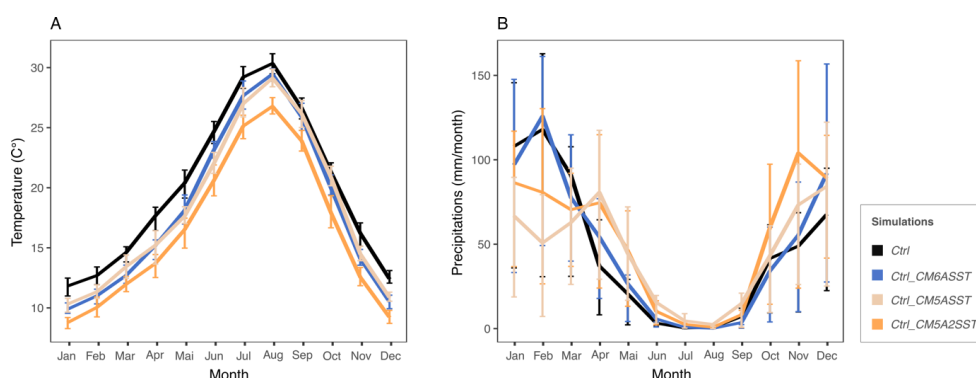 A
B
Temperature (C°)
30
25
20
15
10
Jan Feb Mar Apr Mai Jun Jul Aug Sep Oct Nov Dec
Month
Precipitations (mm/month)
150
100
50
0
Jan Feb Mar Apr Mai Jun Jul Aug Sep Oct Nov Dec
Month
Simulations
Ctrl
Ctrl_CM6ASST
Ctrl_CM5ASST
Ctrl_CM5A2SST